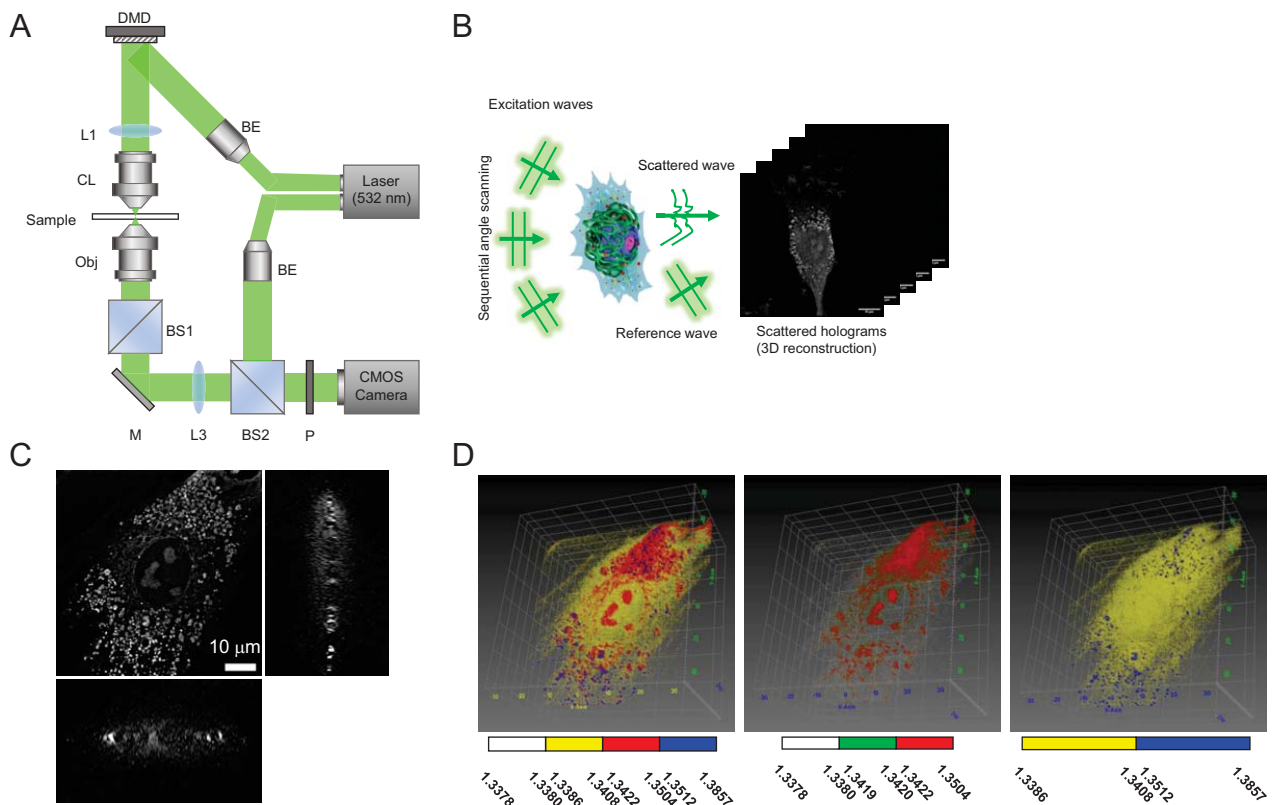 A
DMD
L1
BE
CL
Laser
(532 nm)
Sample
Obj
BE
BS1
CMOS
Camera
M
L3
BS2
P
B
Excitation waves
Sequential angle scanning
Scattered wave
Reference wave
Scattered holograms
(3D reconstruction)
C
10 μm
D
1.3378
1.3380
1.3386
1.3408
1.3422
1.3504
1.3512
1.3857
1.3378
1.3380
1.3419
1.3420
1.3422
1.3504
1.3386
1.3408
1.3512
1.3857